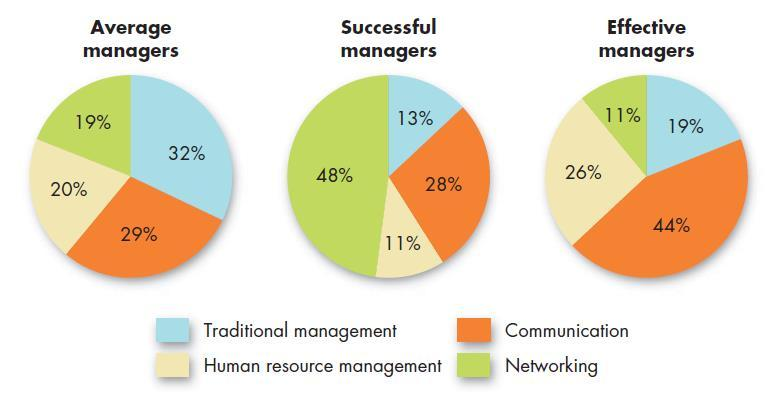 Average
managers
Successful
managers
Effective
managers
19%
32%
20%
29%
13%
48%
28%
11%
11%
19%
26%
44%
Traditional management
Communication
Human resource management
Networking